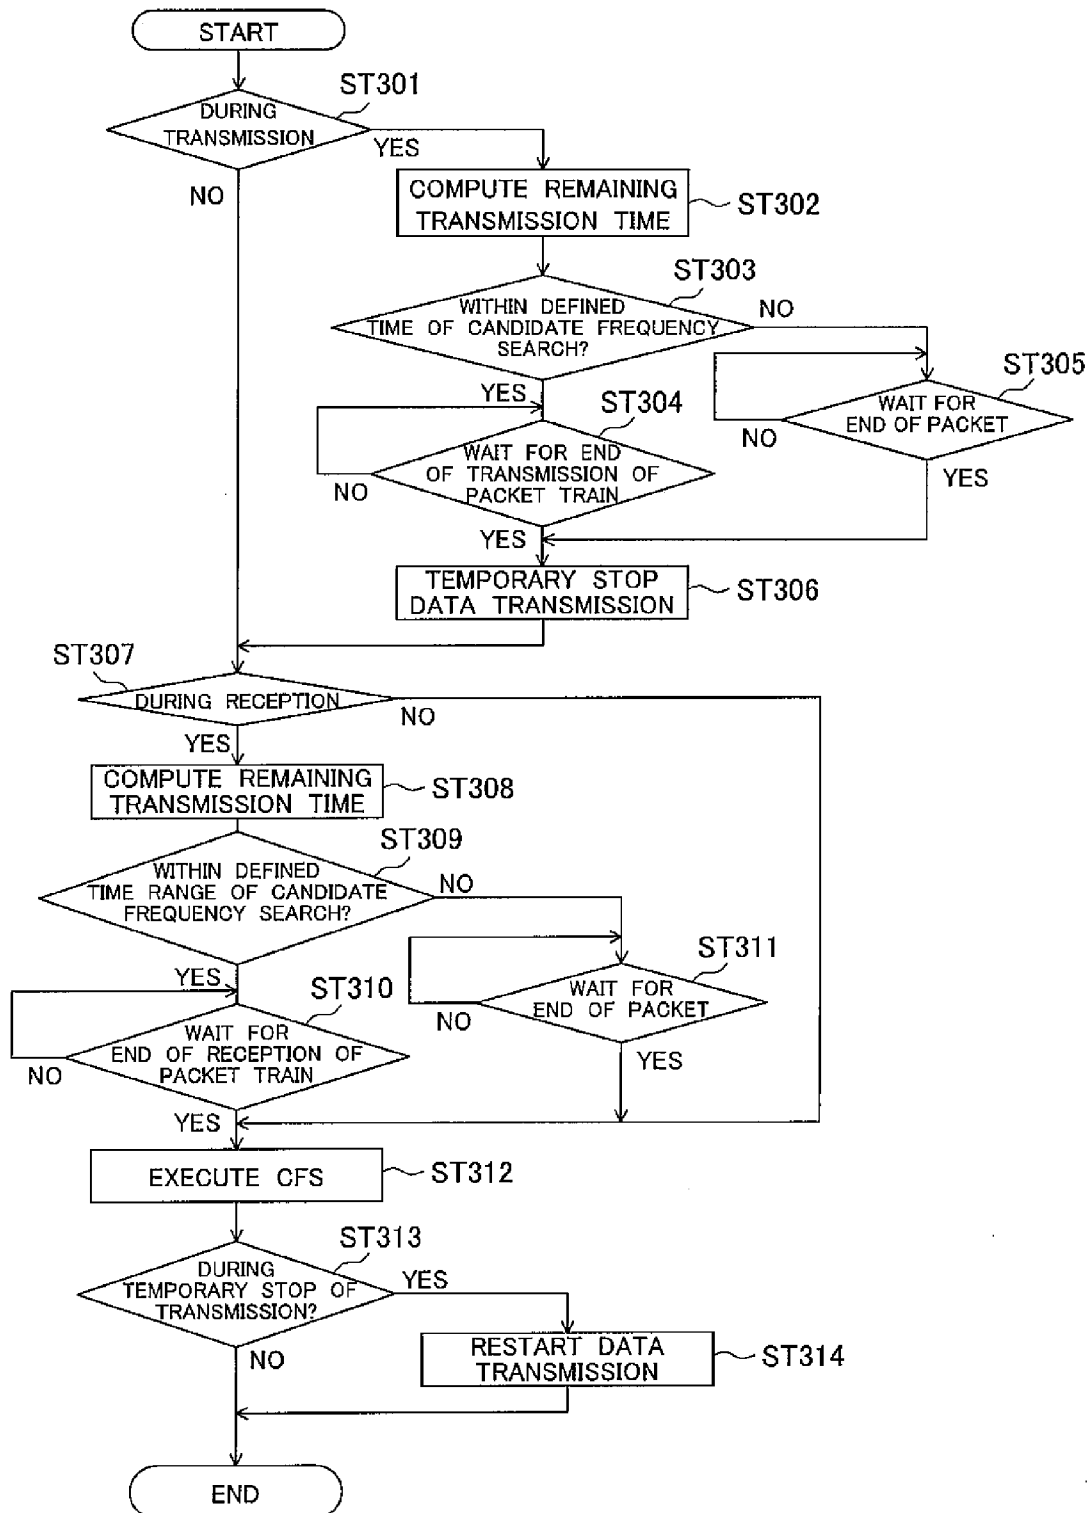 START
ST301
DURING
TRANSMISSION
YES
NO
COMPUTE REMAINING
TRANSMISSION TIME
ST302
ST303
WITHIN DEFINED
TIME OF CANDIDATE FREQUENCY
SEARCH?
NO
YES
ST305
WAIT FOR
END OF PACKET
NO
YES
ST304
WAIT FOR END
OF TRANSMISSION OF
PACKET TRAIN
NO
YES
TEMPORARY STOP
DATA TRANSMISSION
ST306
ST307
DURING RECEPTION
NO
YES
COMPUTE REMAINING
TRANSMISSION TIME
ST308
ST309
WITHIN DEFINED
TIME RANGE OF CANDIDATE
FREQUENCY SEARCH?
NO
YES
ST311
WAIT FOR
END OF PACKET
NO
YES
ST310
WAIT FOR
END OF RECEPTION OF
PACKET TRAIN
NO
YES
EXECUTE CFS
ST312
ST313
DURING
TEMPORARY STOP OF
TRANSMISSION?
YES
NO
RESTART DATA
TRANSMISSION
ST314
END